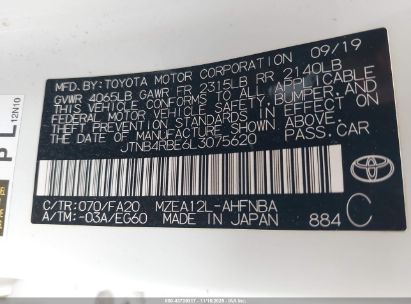 MFD. BY: TOYOTA MOTOR CORPORATION 09/19
GVWR 4065LB GAWR FR 2315LB RR 2140LB
THIS VEHICLE CONFORMS TO ALL APPLICABLE
FEDERAL MOTOR VEHICLE SAFETY, BUMPER, AND
THEFT PREVENTION STANDARDS IN EFFECT ON
THE DATE OF MANUFACTURE SHOWN ABOVE.
JTNB4RBE6L3075620 PASS.CAR
TOYOTA
C/TR: 070/FA20 MZEA12L-AHFNBA
A/TM: -03A/EG60 MADE IN JAPAN 884 C
12N10
P L